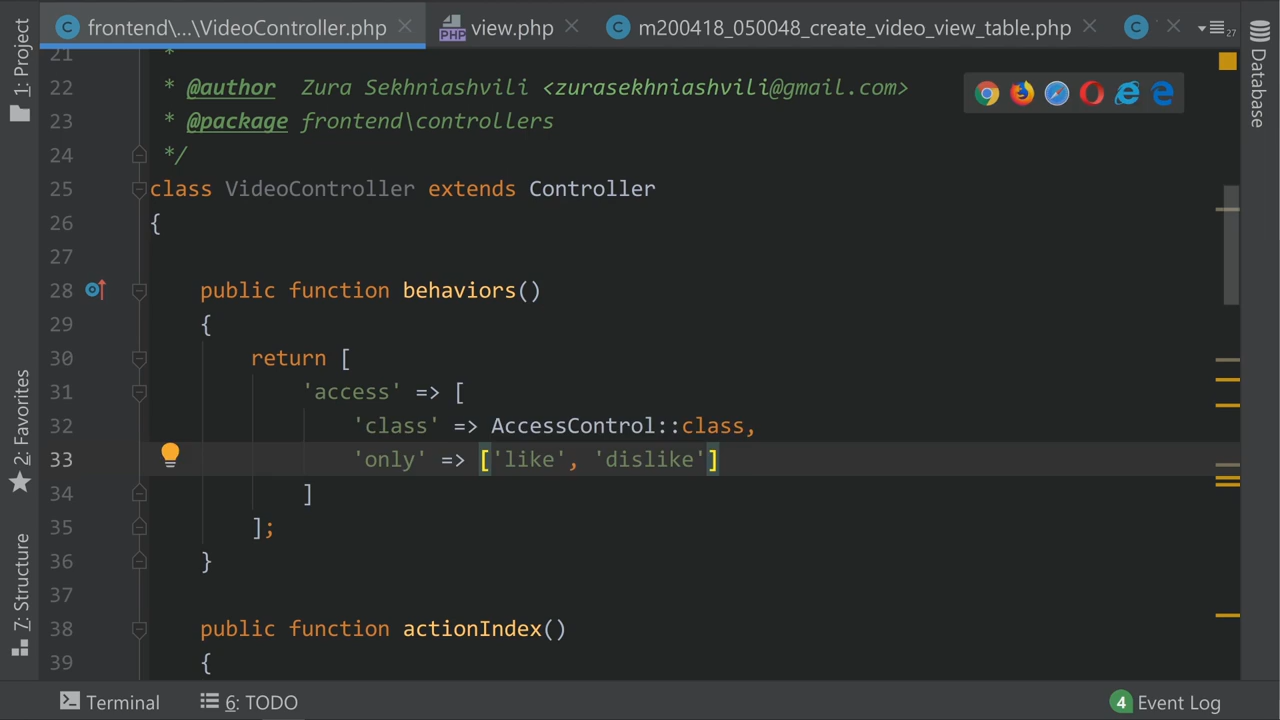 frontend\...\VideoController.php
view.php
m200418_050048_create_video_view_table.php
27
1: Project
2: Favorites
7: Structure
Database
21 *
22 * @author Zura Sekhniashvili <zurasekhniashvili@gmail.com>
23 * @package frontend\controllers
24 */
25 class VideoController extends Controller
26 {
27
28 public function behaviors()
29 {
30 return [
31 'access' => [
32 'class' => AccessControl::class,
33 'only' => ['like', 'dislike']
34 ]
35 ];
36 }
37
38 public function actionIndex()
39 {
Terminal
6: TODO
4 Event Log